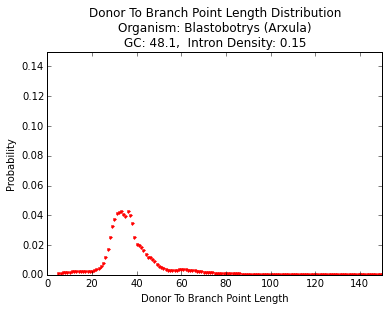 Donor To Branch Point Length Distribution
Organism: Blastobotrys (Arxula)
GC: 48.1,  Intron Density: 0.15
0.14
0.12
0.10
0.08
0.06
0.04
0.02
0.00
Probability
0 20 40 60 80 100 120 140
Donor To Branch Point Length